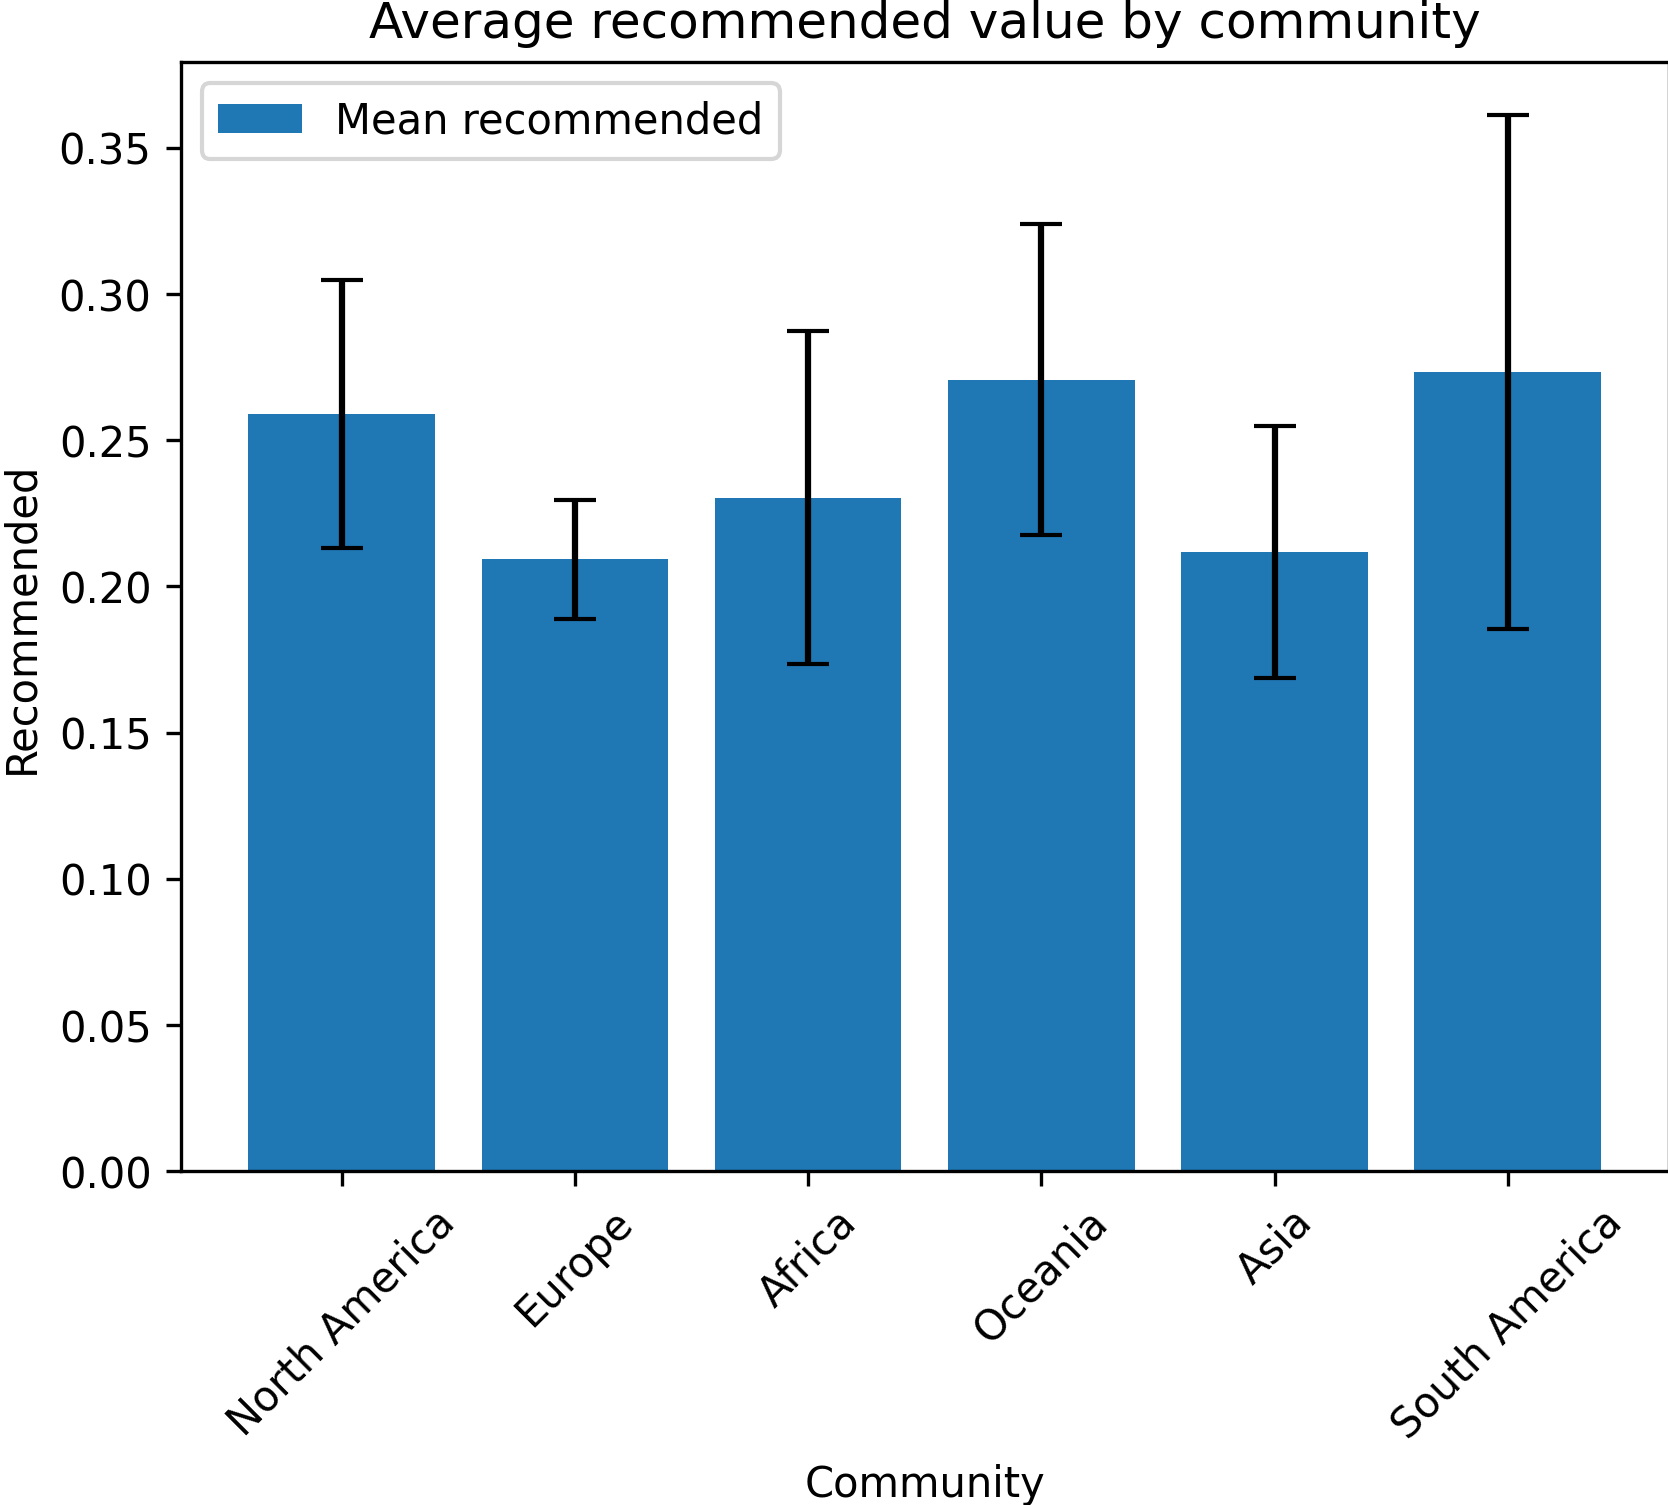 Average recommended value by community
Mean recommended
0.35
0.30
0.25
0.20
0.15
0.10
0.05
0.00
Recommended
North America
Europe
Africa
Oceania
Asia
South America
Community